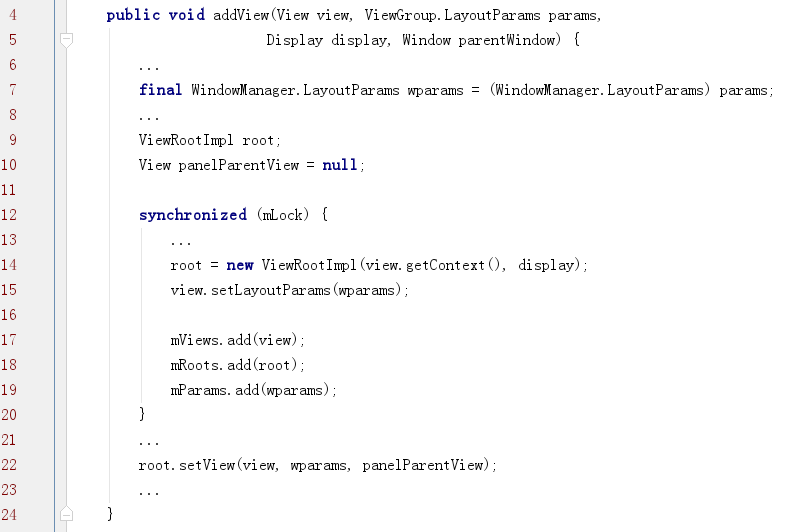 4 public void addView(View view, ViewGroup.LayoutParams params,
5 Display display, Window parentWindow) {
6 ...
7 final WindowManager.LayoutParams wparams = (WindowManager.LayoutParams) params;
8 ...
9 ViewRootImpl root;
10 View panelParentView = null;
11
12 synchronized (mLock) {
13 ...
14 root = new ViewRootImpl(view.getContext(), display);
15 view.setLayoutParams(wparams);
16
17 mViews.add(view);
18 mRoots.add(root);
19 mParams.add(wparams);
20 }
21 ...
22 root.setView(view, wparams, panelParentView);
23 ...
24 }